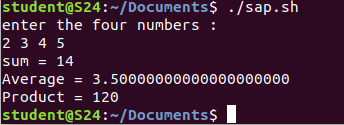 student@S24:~/Documents$ ./sap.sh
enter the four numbers :
2 3 4 5
sum = 14
Average = 3.50000000000000000000
Product = 120
student@S24:~/Documents$